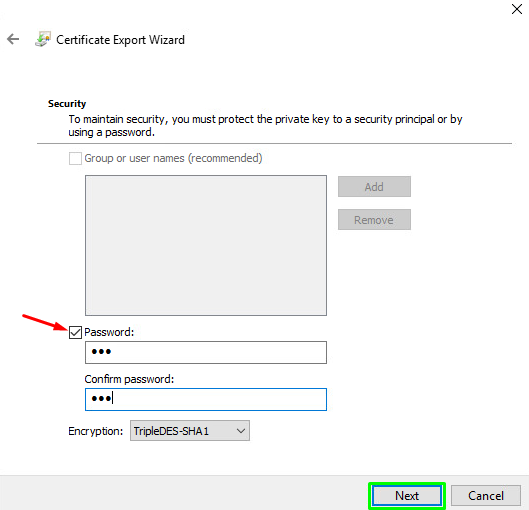 Certificate Export Wizard
Security
To maintain security, you must protect the private key to a security principal or by
using a password.
Group or user names (recommended)
Add
Remove
Password:
•••
Confirm password:
•••
Encryption: TripleDES-SHA1
Next Cancel